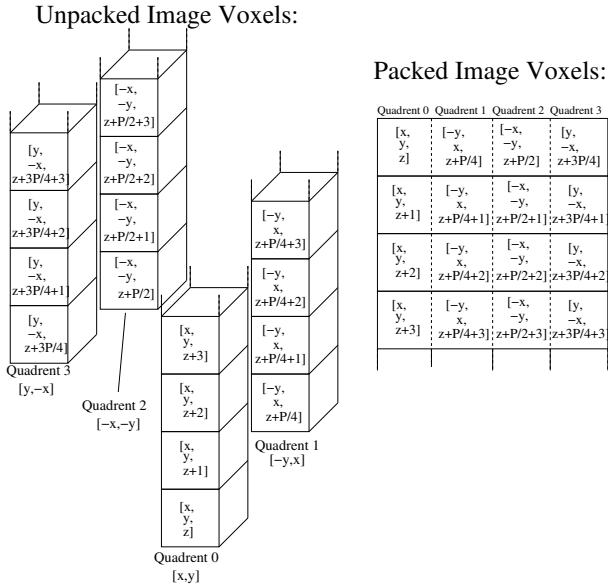 Unpacked Image Voxels:
[y,
−x,
z+3P/4+3]
[y,
−x,
z+3P/4+2]
[y,
−x,
z+3P/4+1]
[y,
−x,
z+3P/4]
Quadrent 3
[y,−x]
[−x,
−y,
z+P/2+3]
[−x,
−y,
z+P/2+2]
[−x,
−y,
z+P/2+1]
[−x,
−y,
z+P/2]
Quadrent 2
[−x,−y]
[x,
y,
z+3]
[x,
y,
z+2]
[x,
y,
z+1]
[x,
y,
z]
Quadrent 0
[x,y]
[−y,
x,
z+P/4+3]
[−y,
x,
z+P/4+2]
[−y,
x,
z+P/4+1]
[−y,
x,
z+P/4]
Quadrent 1
[−y,x]
Packed Image Voxels:
Quadrent 0 Quadrent 1 Quadrent 2 Quadrent 3
[x, [−y, [−x, [y,
y, x, −y, −x,
z] z+P/4] z+P/2] z+3P/4]
[x, [−y, [−x, [y,
y, x, −y, −x,
z+1] z+P/4+1] z+P/2+1] z+3P/4+1]
[x, [−y, [−x, [y,
y, x, −y, −x,
z+2] z+P/4+2] z+P/2+2] z+3P/4+2]
[x, [−y, [−x, [y,
y, x, −y, −x,
z+3] z+P/4+3] z+P/2+3] z+3P/4+3]